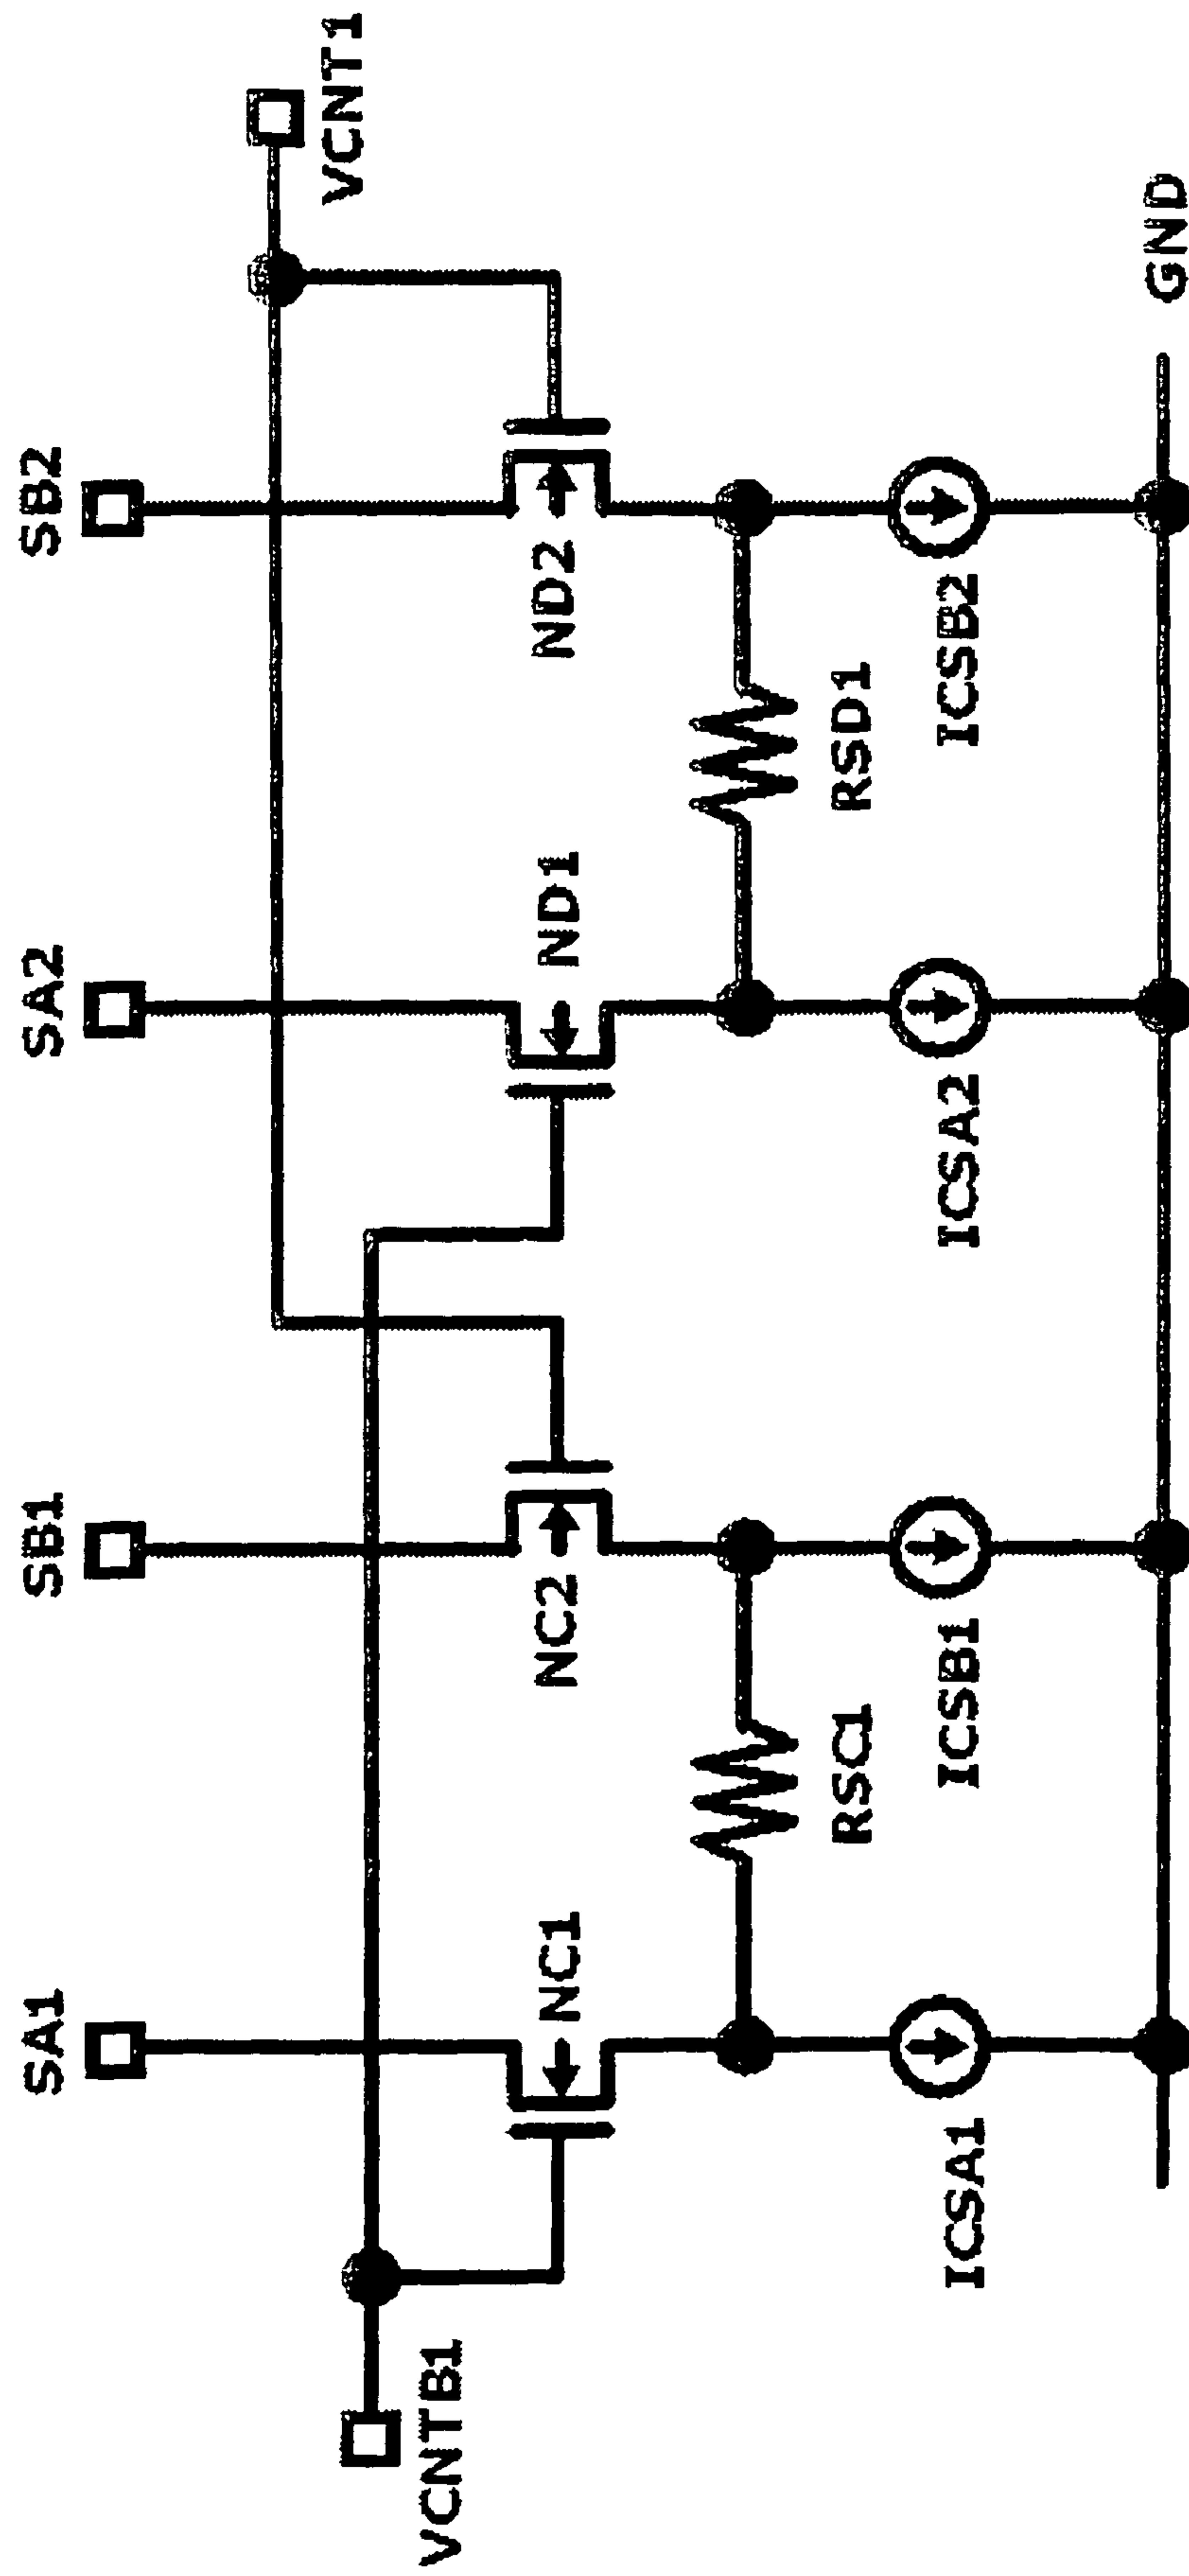 SA1
SB1
SA2
SB2
VCNTB1
VCNT1
NC1
NC2
ND1
ND2
RSC1
RSD1
ICSA1
ICSB1
ICSA2
ICSB2
GND